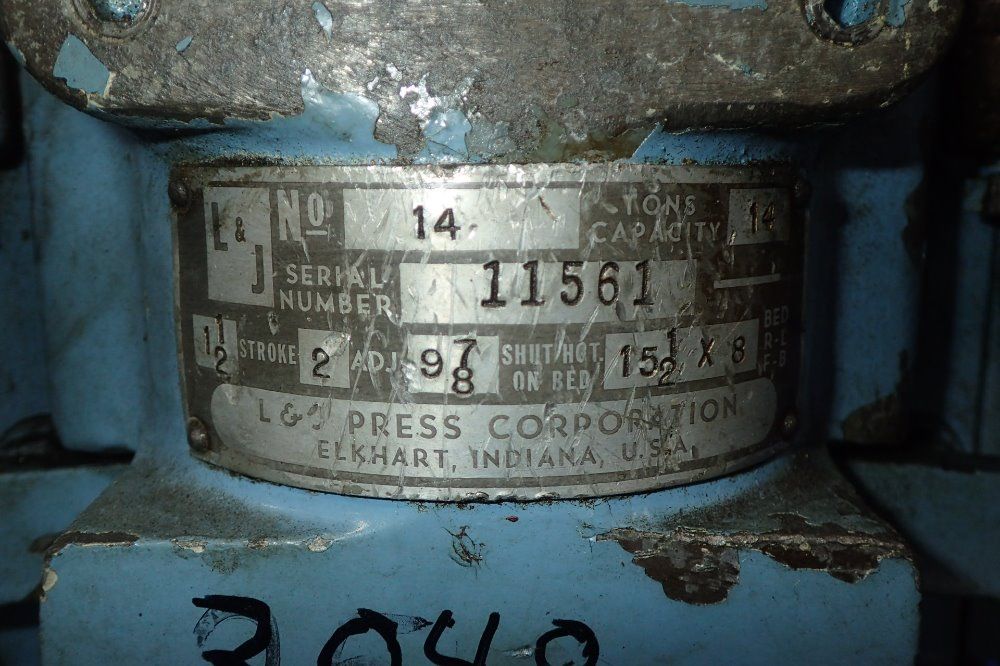 L & J Nº 14 TONS CAPACITY 14
SERIAL NUMBER 11561
1 1/2 STROKE 2 ADJ. 9 7/8 SHUT HGT. ON BED 15 1/2 X 8 BED R-L F-B
L & J PRESS CORPORATION
ELKHART, INDIANA, U.S.A.